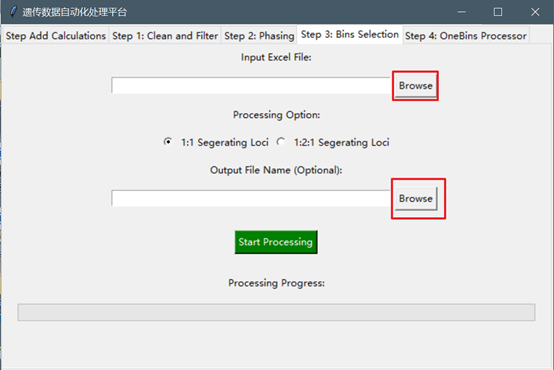 遗传数据自动化处理平台
Step Add Calculations Step 1: Clean and Filter Step 2: Phasing Step 3: Bins Selection Step 4: OneBins Processor
Input Excel File:
Browse
Processing Option:
1:1 Segerating Loci 1:2:1 Segerating Loci
Output File Name (Optional):
Browse
Start Processing
Processing Progress: